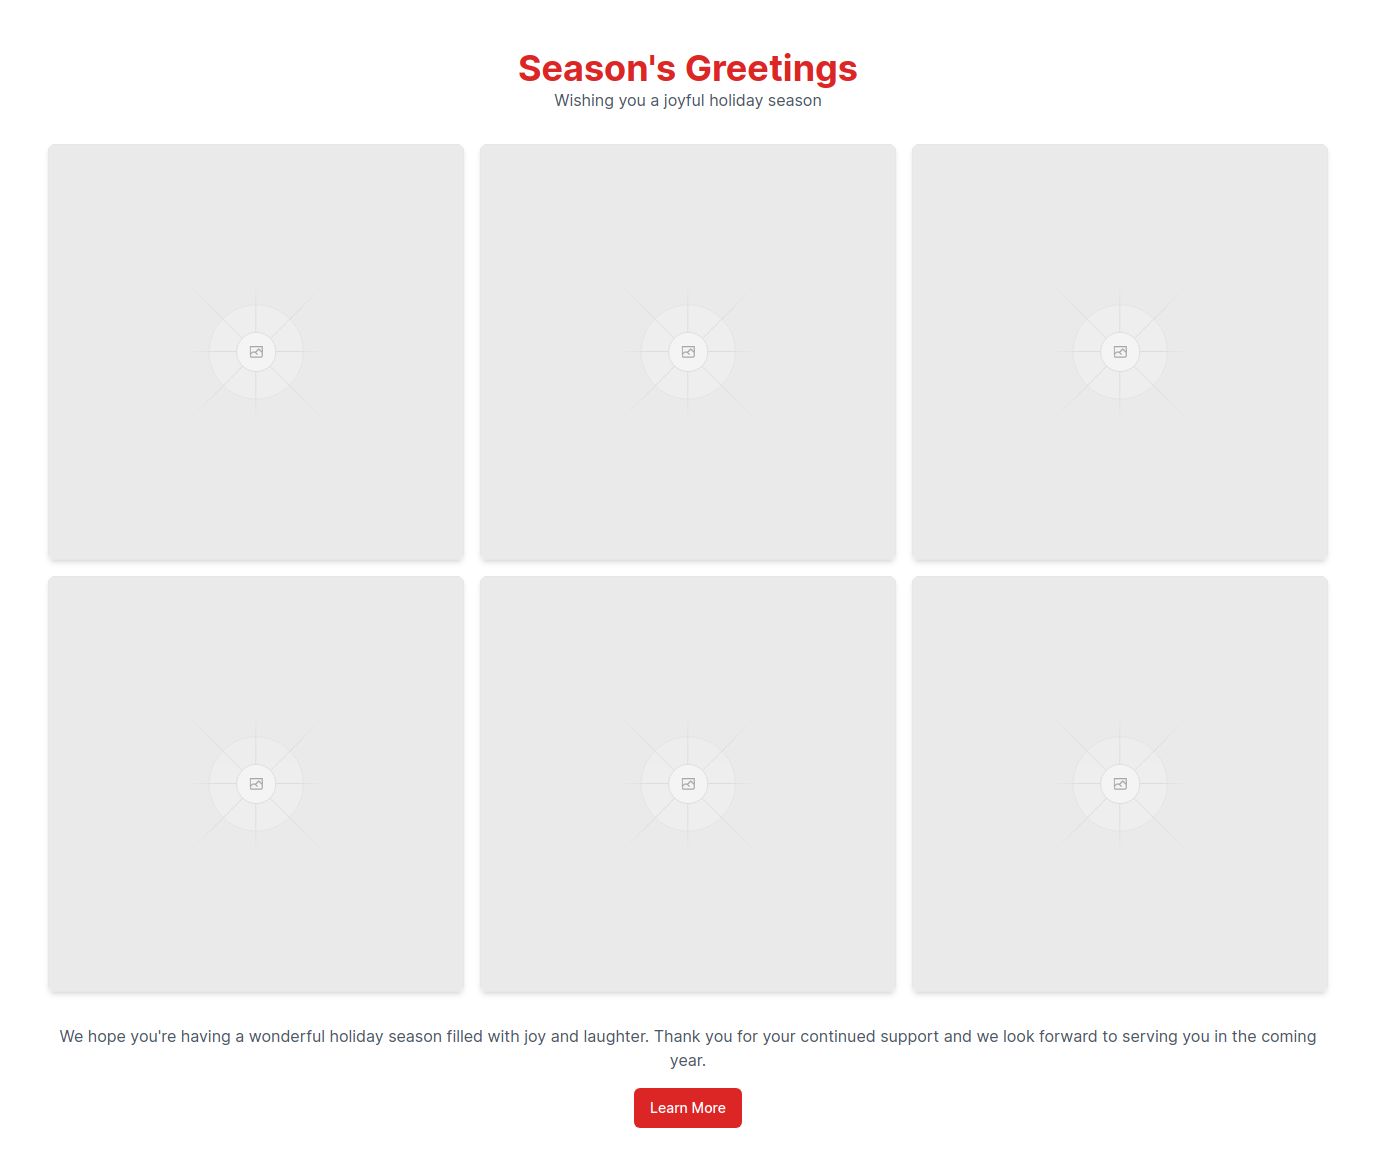 Season's Greetings
Wishing you a joyful holiday season
We hope you're having a wonderful holiday season filled with joy and laughter. Thank you for your continued support and we look forward to serving you in the coming
year.
Learn More